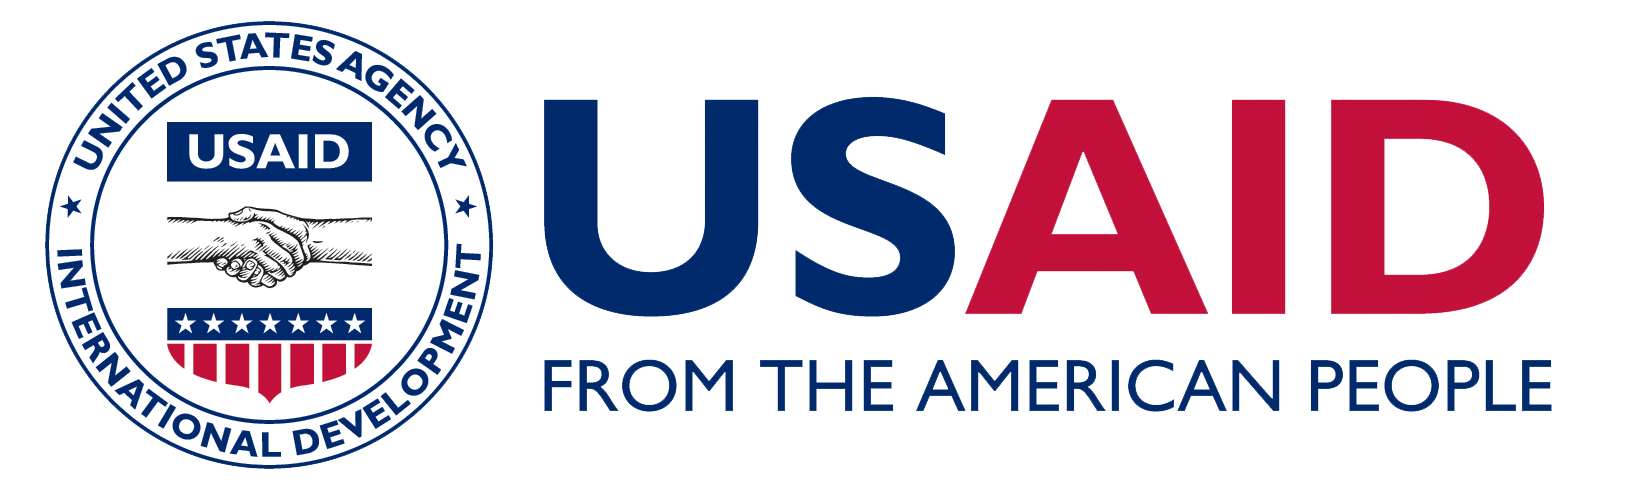 UNITED STATES AGENCY
USAID
INTERNATIONAL DEVELOPMENT
USAID
FROM THE AMERICAN PEOPLE